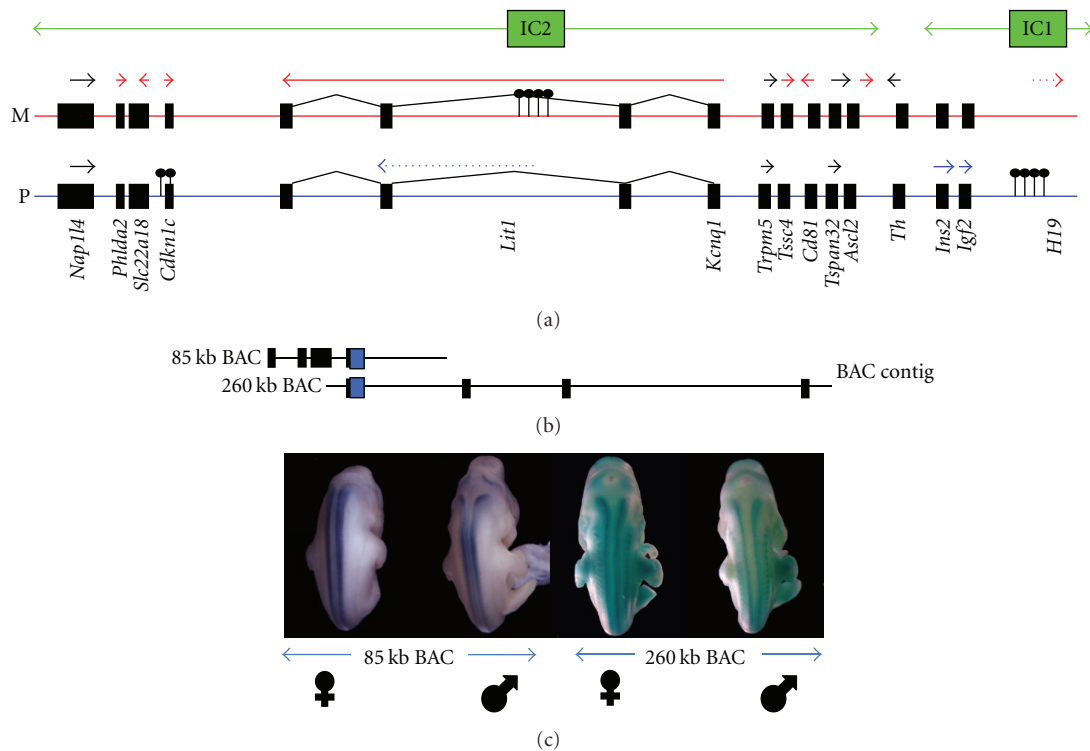 IC2 IC1
M
P
Nap1l4 Phlda2 Slc22a18 Cdkn1c Lit1 Kcnq1 Trpm5 Tssc4 Cd81 Tspan32 Ascl2 Th Ins2 Igf2 H19
(a)
85 kb BAC
260 kb BAC BAC contig
(b)
85 kb BAC 260 kb BAC
♀ ♂ ♀ ♂
(c)